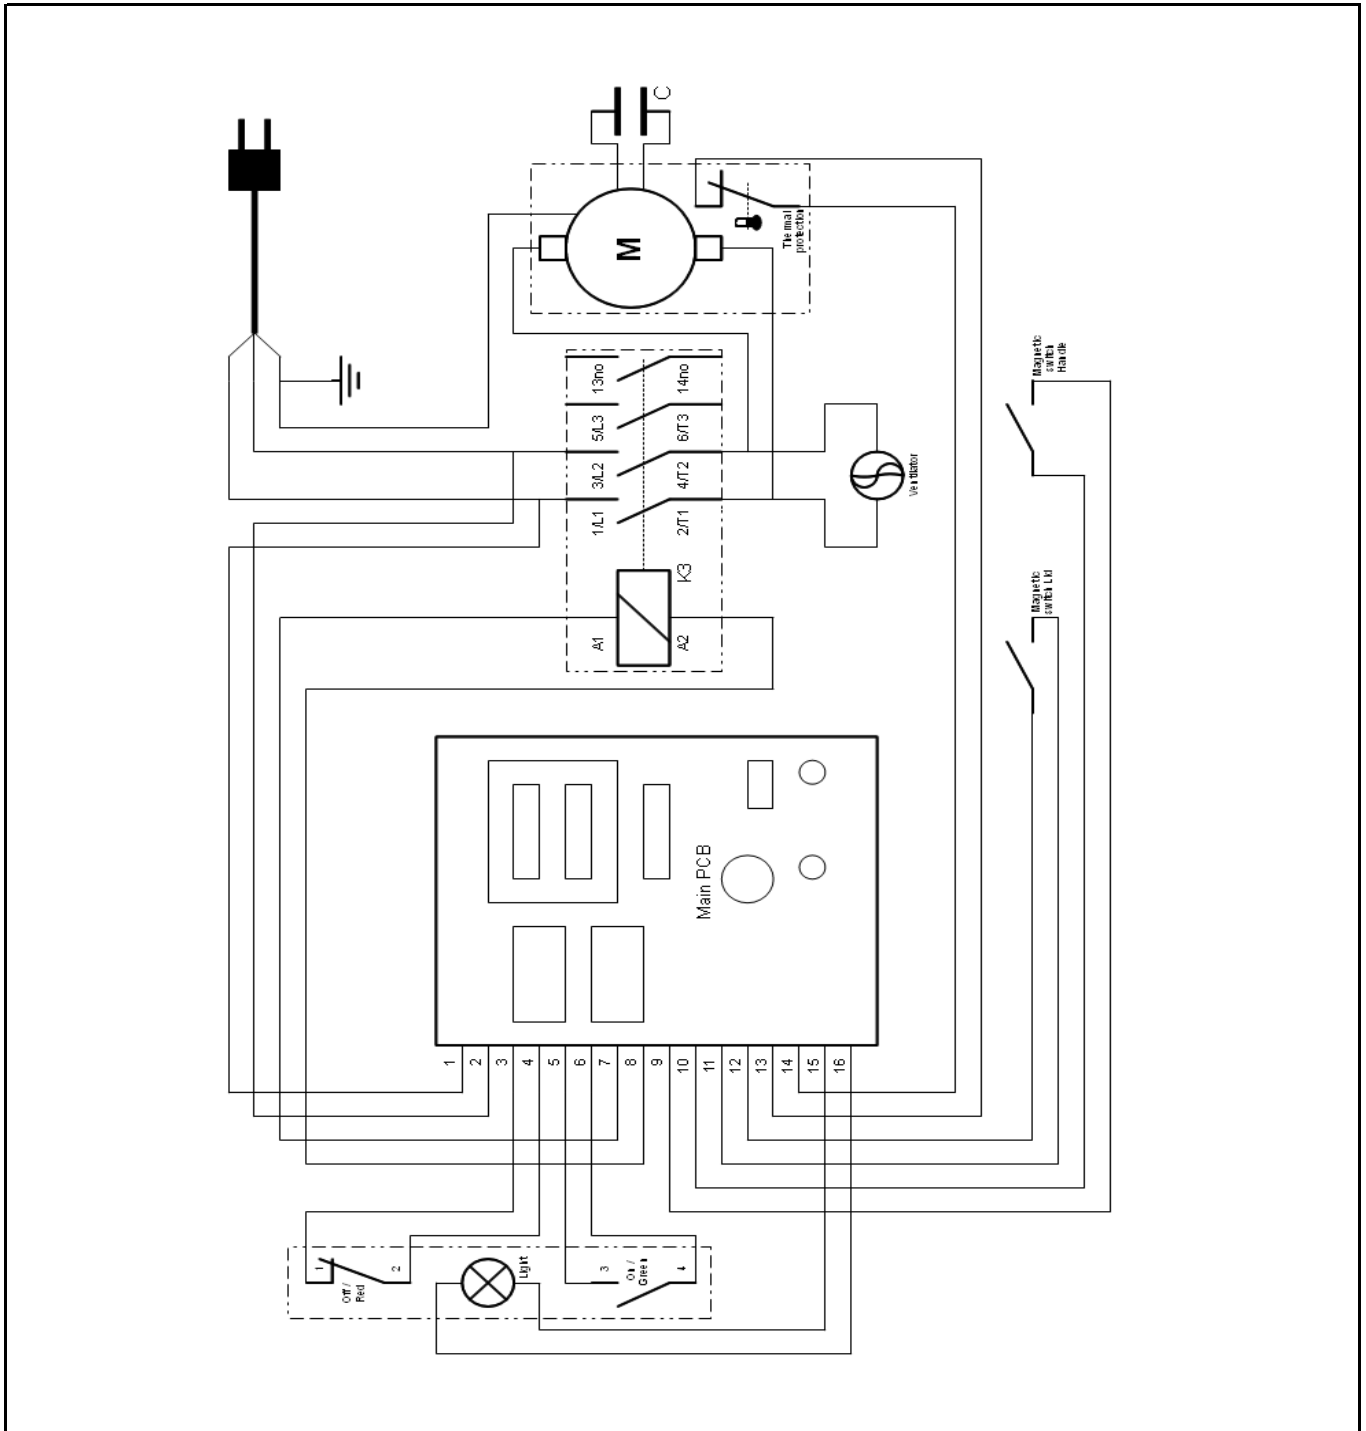 C
M
Thermal
protection
13no
14no
5/L3
6/T3
3/L2
4/T2
1/L1
2/T1
Ventilator
Magnetic
switch
Handle
K3
A1
A2
Magnetic
switch Lid
Main PCB
1
2
3
4
5
6
7
8
9
10
11
12
13
14
15
16
1
2
Off /
Red
Light
3
4
On /
Green